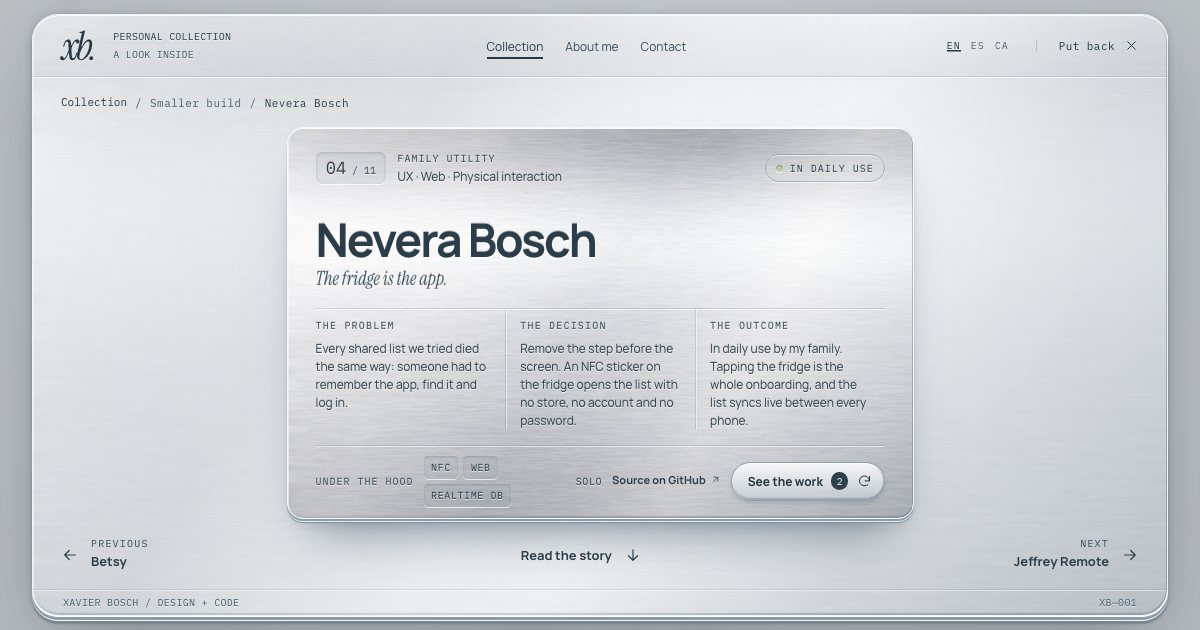 xb.
PERSONAL COLLECTION
A LOOK INSIDE
Collection About me Contact
EN ES CA
Put back
Collection / Smaller build / Nevera Bosch
04 / 11
FAMILY UTILITY
UX · Web · Physical interaction
IN DAILY USE
Nevera Bosch
The fridge is the app.
THE PROBLEM
Every shared list we tried died
the same way: someone had to
remember the app, find it and
log in.
THE DECISION
Remove the step before the
screen. An NFC sticker on
the fridge opens the list with
no store, no account and no
password.
THE OUTCOME
In daily use by my family.
Tapping the fridge is the
whole onboarding, and the
list syncs live between every
phone.
UNDER THE HOOD
NFC WEB
REALTIME DB
SOLO
Source on GitHub ↗
See the work 2
← PREVIOUS
Betsy
Read the story ↓
NEXT →
Jeffrey Remote
XAVIER BOSCH / DESIGN + CODE
XB—001